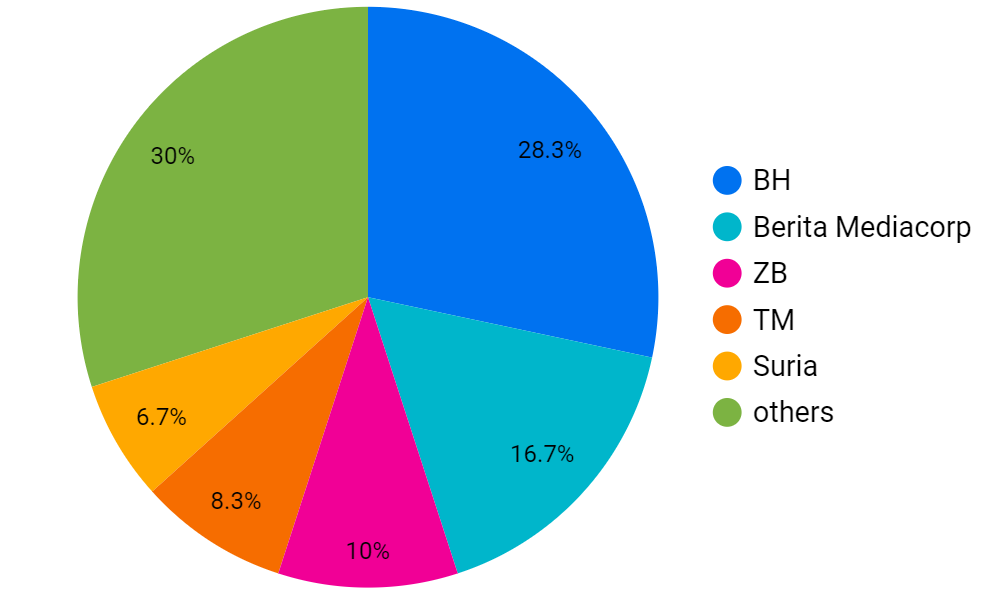 30%
28.3%
6.7%
16.7%
8.3%
10%
BH
Berita Mediacorp
ZB
TM
Suria
others